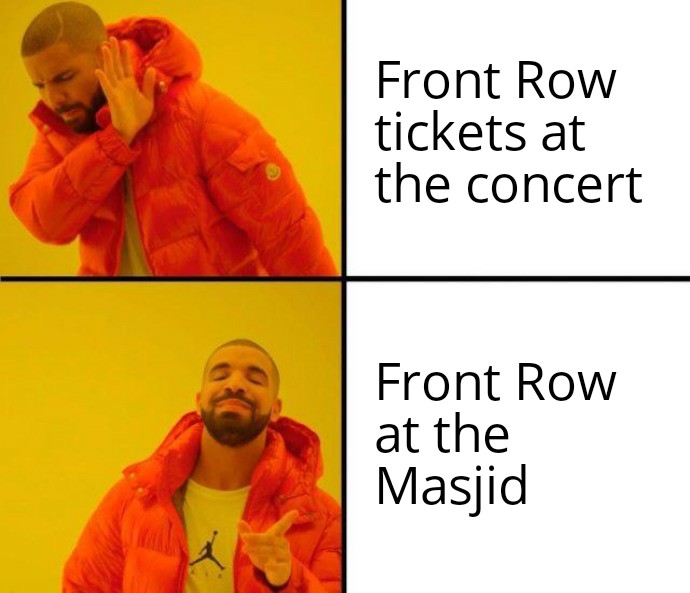 Front Row
tickets at
the concert
Front Row
at the
Masjid